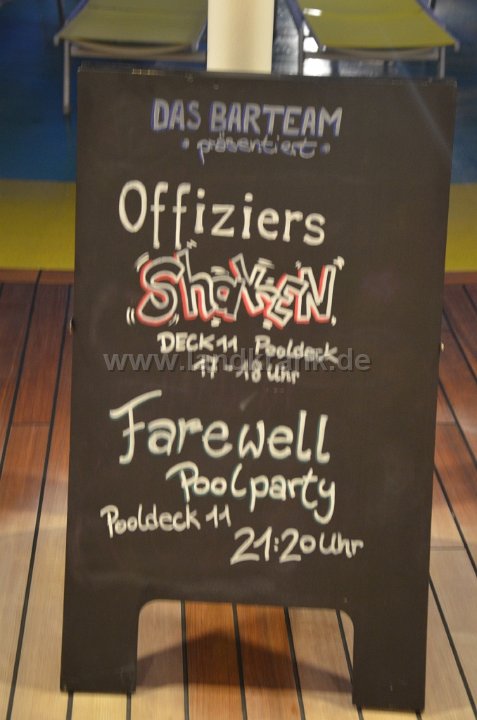 DAS BARTEAM
• präsentiert •
Offiziers
ShaKEN
DECK 11 Pooldeck
www.landkrank.de
17 - 18 Uhr
Farewell
Poolparty
Pooldeck 11
21:20 Uhr